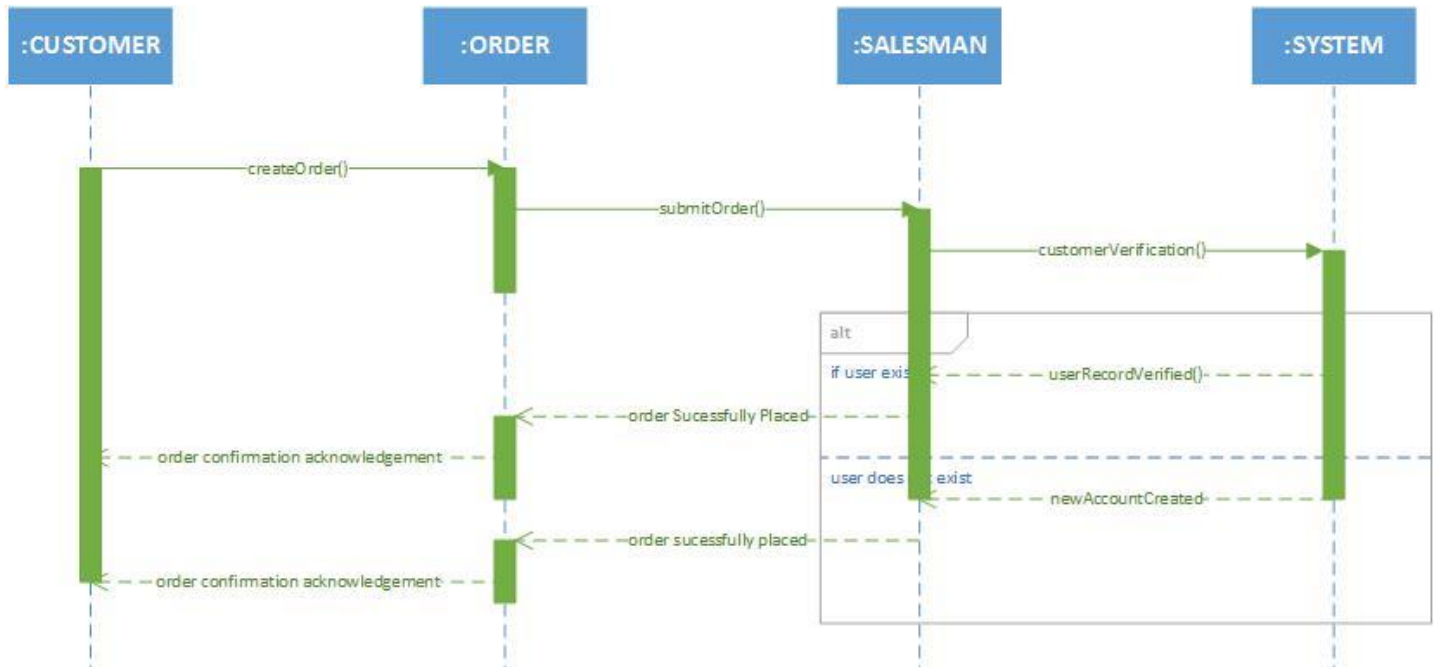 :CUSTOMER
:ORDER
:SALESMAN
:SYSTEM
createOrder()
submitOrder()
customerVerification()
alt
if user exis
userRecordVerified()
order Sucessfully Placed
order confirmation acknowledgement
user does exist
newAccountCreated
order sucessfully placed
order confirmation acknowledgement